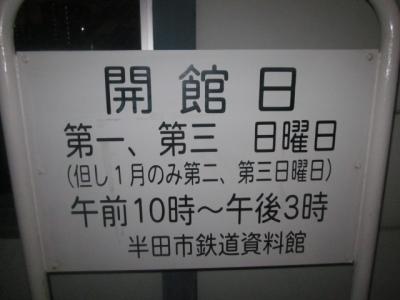 開館日
第一、第三　日曜日
(但し1月のみ第二、第三日曜日)
午前10時～午後3時
半田市鉄道資料館